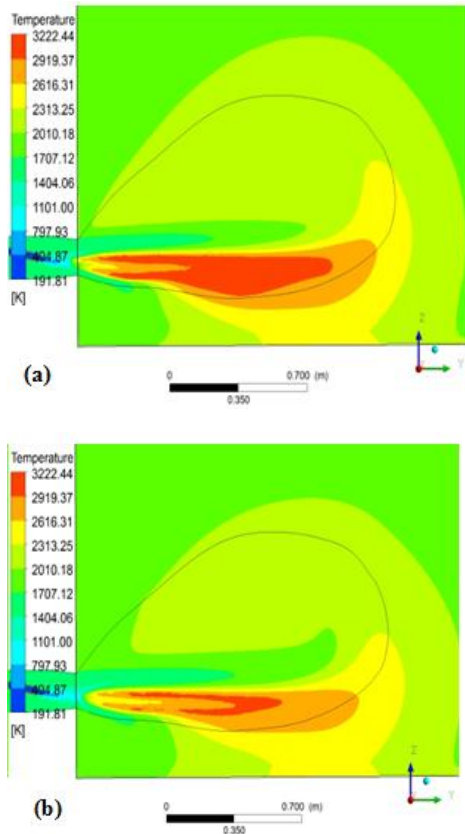 Temperature
3222.44
2919.37
2616.31
2313.25
2010.18
1707.12
1404.06
1101.00
797.93
494.87
191.81
[K]
Z
Y
(a)
0 0.700 (m)
0.350
Temperature
3222.44
2919.37
2616.31
2313.25
2010.18
1707.12
1404.06
1101.00
797.93
494.87
191.81
[K]
Z
Y
(b)
0 0.700 (m)
0.350